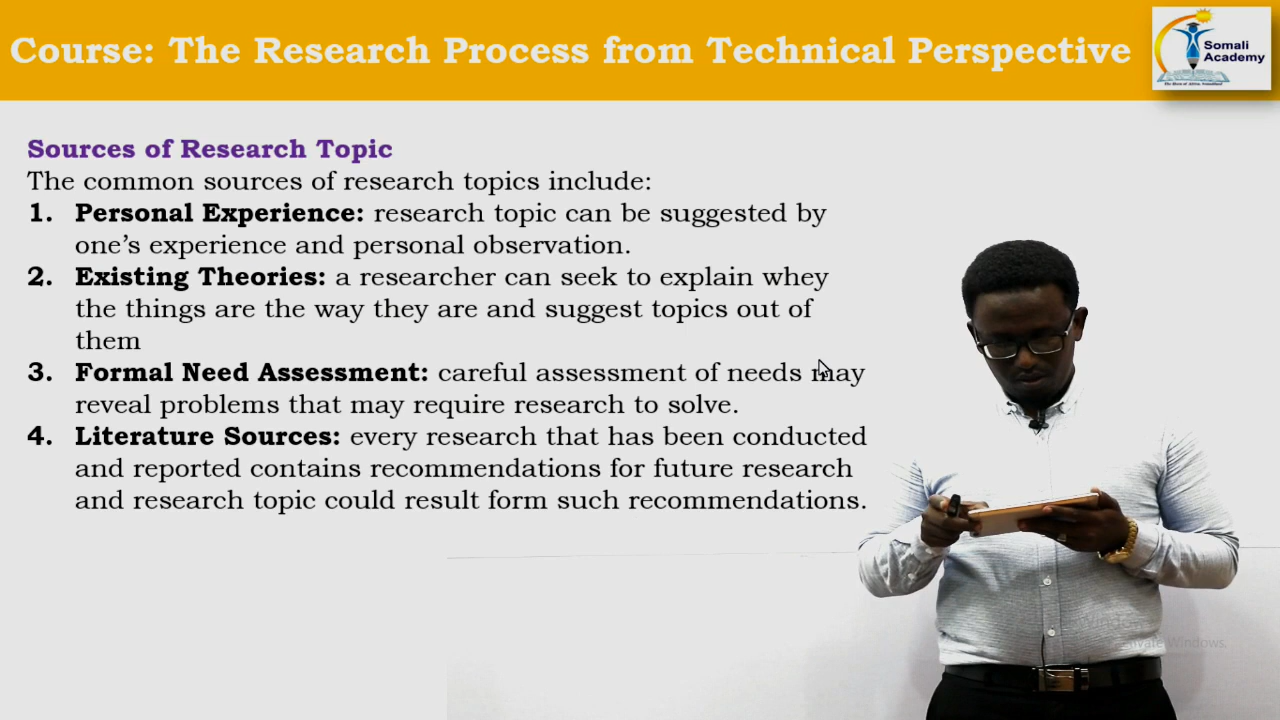 Course: The Research Process from Technical Perspective
Somali
Academy
Sources of Research Topic
The common sources of research topics include:
1. Personal Experience: research topic can be suggested by
one's experience and personal observation.
2. Existing Theories: a researcher can seek to explain whey
the things are the way they are and suggest topics out of
them
3. Formal Need Assessment: careful assessment of needs may
reveal problems that may require research to solve.
4. Literature Sources: every research that has been conducted
and reported contains recommendations for future research
and research topic could result form such recommendations.